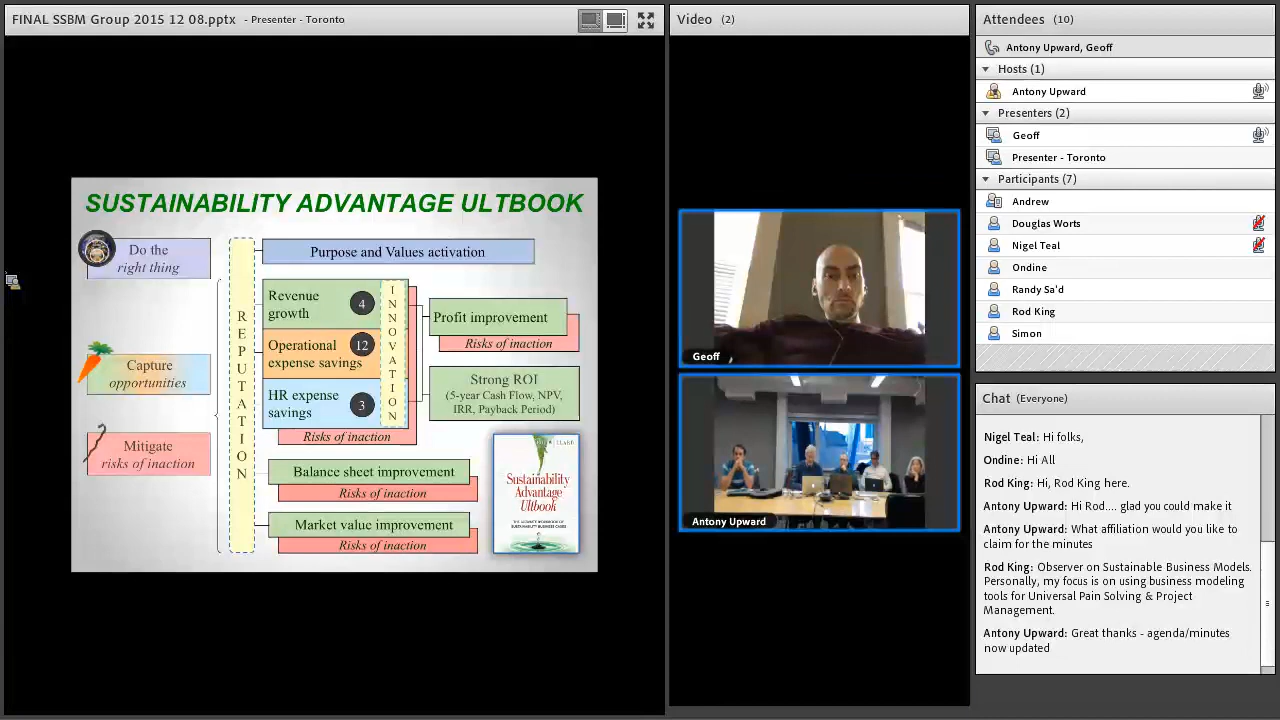 FINAL SSBM Group 2015 12 08.pptx - Presenter - Toronto
SUSTAINABILITY ADVANTAGE ULTBOOK
Do the
right thing
Capture
opportunities
Mitigate
risks of inaction
REPUTATION
Purpose and Values activation
Revenue
growth
4
Operational
expense savings
12
HR expense
savings
3
INNOVATION
Risks of inaction
Profit improvement
Risks of inaction
Strong ROI
(5-year Cash Flow, NPV,
IRR, Payback Period)
Balance sheet improvement
Risks of inaction
Market value improvement
Risks of inaction
Sustainability
Advantage
Ultbook
Video (2)
Geoff
Antony Upward
Attendees (10)
Antony Upward, Geoff
Hosts (1)
Antony Upward
Presenters (2)
Geoff
Presenter - Toronto
Participants (7)
Andrew
Douglas Worts
Nigel Teal
Ondine
Randy Sa'd
Rod King
Simon
Chat (Everyone)
Nigel Teal: Hi folks,
Ondine: Hi All
Rod King: Hi, Rod King here.
Antony Upward: Hi Rod.... glad you could make it
Antony Upward: What affiliation would you like to
claim for the minutes
Rod King: Observer on Sustainable Business Models.
Personally, my focus is on using business modeling
tools for Universal Pain Solving & Project
Management.
Antony Upward: Great thanks - agenda/minutes
now updated